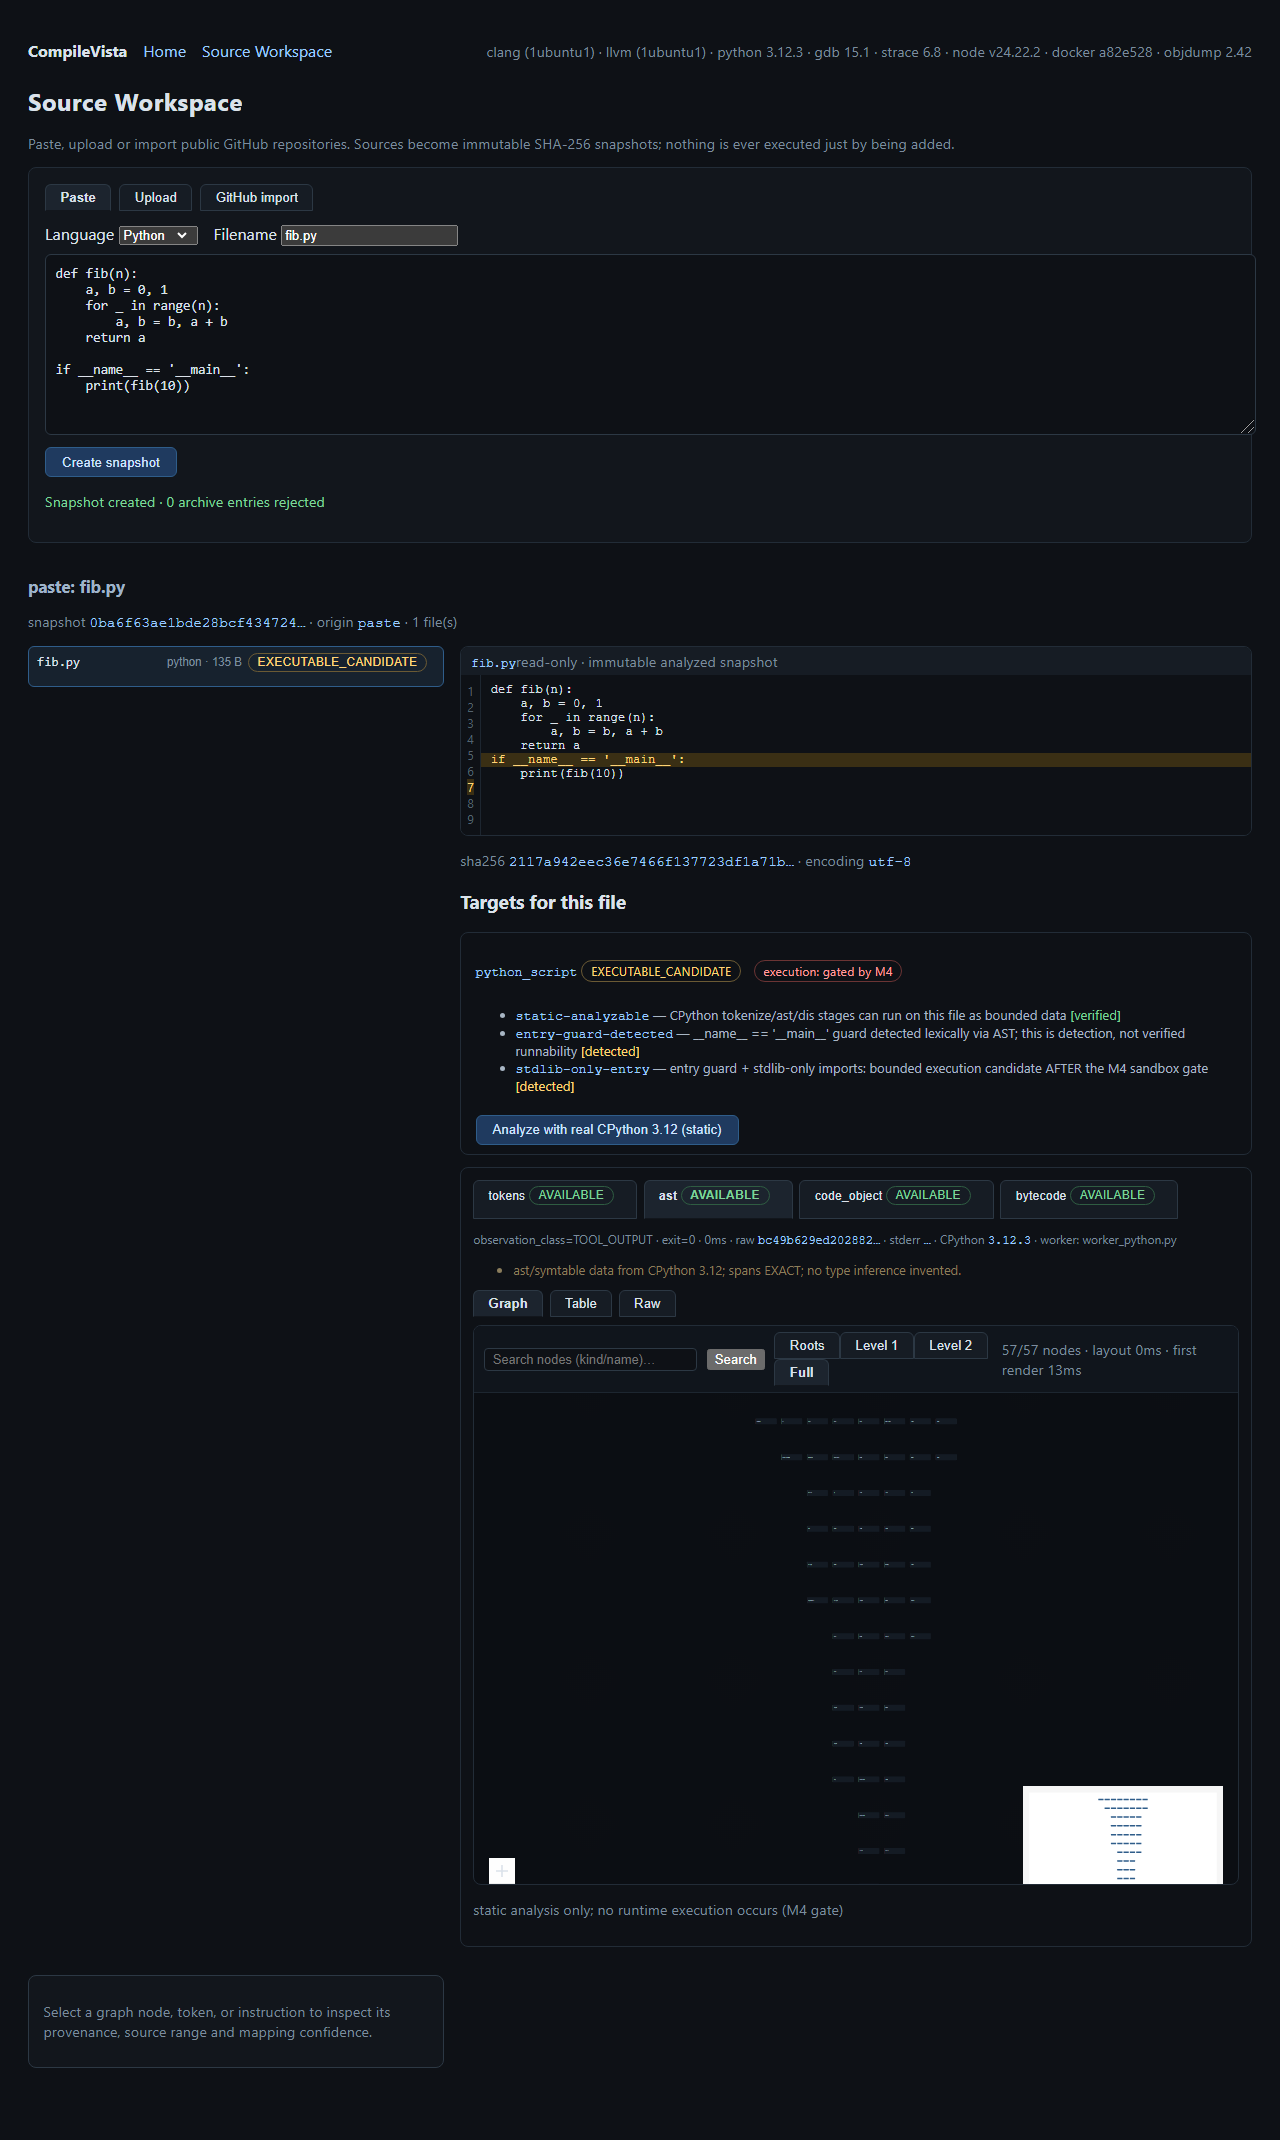 CompileVista Home Source Workspace clang (1ubuntu1) · llvm (1ubuntu1) · python 3.12.3 · gdb 15.1 · strace 6.8 · node v24.22.2 · docker a82e528 · objdump 2.42
Source Workspace
Paste, upload or import public GitHub repositories. Sources become immutable SHA-256 snapshots; nothing is ever executed just by being added.
Paste Upload GitHub import
Language Python Filename fib.py
def fib(n):
    a, b = 0, 1
    for _ in range(n):
        a, b = b, a + b
    return a
if __name__ == '__main__':
    print(fib(10))
Create snapshot
Snapshot created · 0 archive entries rejected
paste: fib.py
snapshot 0ba6f63ae1bde28bcf434724… · origin paste · 1 file(s)
fib.py python · 135 B EXECUTABLE_CANDIDATE
fib.pyread-only · immutable analyzed snapshot
1 def fib(n):
2     a, b = 0, 1
3     for _ in range(n):
4         a, b = b, a + b
5     return a
6 if __name__ == '__main__':
7     print(fib(10))
8
9
sha256 2117a942eec36e7466f137723df1a71b… · encoding utf-8
Targets for this file
python_script EXECUTABLE_CANDIDATE execution: gated by M4
• static-analyzable — CPython tokenize/ast/dis stages can run on this file as bounded data [verified]
• entry-guard-detected — __name__ == '__main__' guard detected lexically via AST; this is detection, not verified
runnability [detected]
• stdlib-only-entry — entry guard + stdlib-only imports: bounded execution candidate AFTER the M4 sandbox gate
[detected]
Analyze with real CPython 3.12 (static)
tokens AVAILABLE ast AVAILABLE code_object AVAILABLE bytecode AVAILABLE
observation_class=TOOL_OUTPUT · exit=0 · 0ms · raw bc49b629ed202882… · stderr … · CPython 3.12.3 · worker: worker_python.py
• ast/symtable data from CPython 3.12; spans EXACT; no type inference invented.
Graph Table Raw
Search nodes (kind/name)… Search Roots Level 1 Level 2 Full 57/57 nodes · layout 0ms · first
render 13ms
+
static analysis only; no runtime execution occurs (M4 gate)
Select a graph node, token, or instruction to inspect its
provenance, source range and mapping confidence.